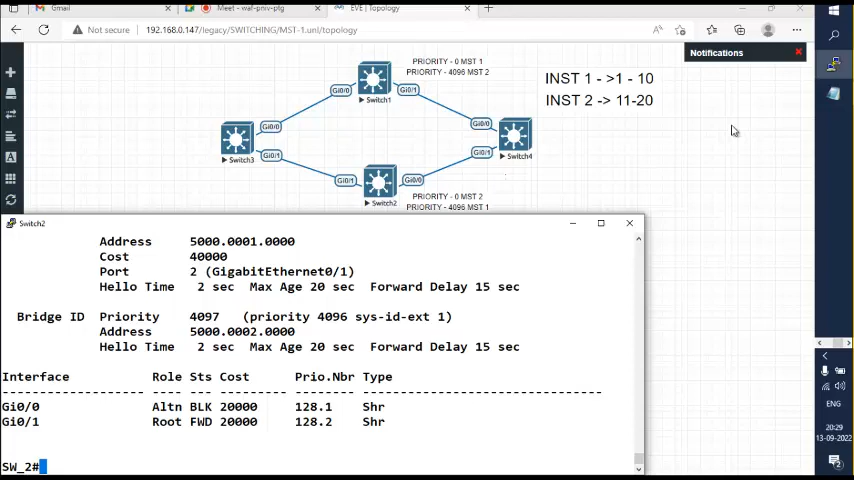 Gmail
Meet - waf-pniv-ptg
EVE | Topology
Not secure
192.168.0.147/legacy/SWITCHING/MST-1.unl/topology
Notifications
PRIORITY - 0 MST 1
PRIORITY - 4096 MST 2
INST 1 - >1 - 10
INST 2 -> 11-20
Gi0/0
Gi0/1
Switch1
Gi0/0
Gi0/0
Switch3
Switch4
Gi0/1
Gi0/1
Gi0/1
Gi0/0
Switch2
PRIORITY - 0 MST 2
PRIORITY - 4096 MST 1
Switch2
Address 5000.0001.0000
Cost 40000
Port 2 (GigabitEthernet0/1)
Hello Time 2 sec Max Age 20 sec Forward Delay 15 sec
Bridge ID Priority 4097 (priority 4096 sys-id-ext 1)
Address 5000.0002.0000
Hello Time 2 sec Max Age 20 sec Forward Delay 15 sec
Interface Role Sts Cost Prio.Nbr Type
------------------- ---- --- --------- -------- --------------------------------
Gi0/0 Altn BLK 20000 128.1 Shr
Gi0/1 Root FWD 20000 128.2 Shr
SW_2#
ENG
20:29
13-09-2022
2